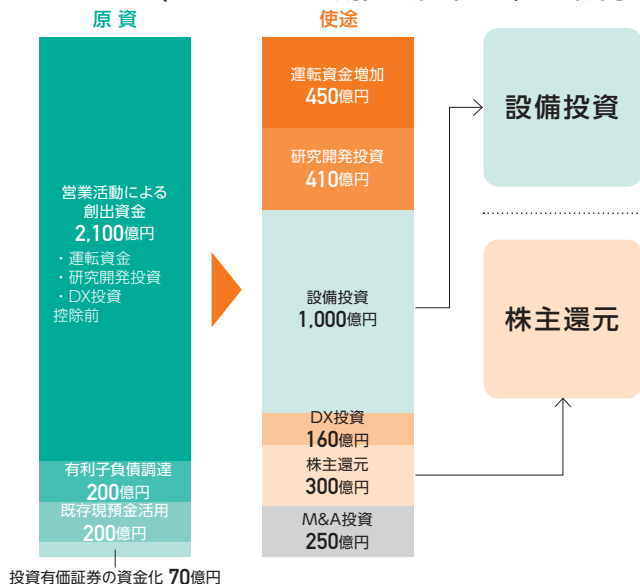 原資
使途
営業活動による
創出資金
2,100億円
・運転資金
・研究開発投資
・DX投資
控除前
有利子負債調達
200億円
既存現預金活用
200億円
投資有価証券の資金化 70億円
運転資金増加
450億円
研究開発投資
410億円
設備投資
1,000億円
DX投資
160億円
株主還元
300億円
M&A投資
250億円
設備投資
株主還元